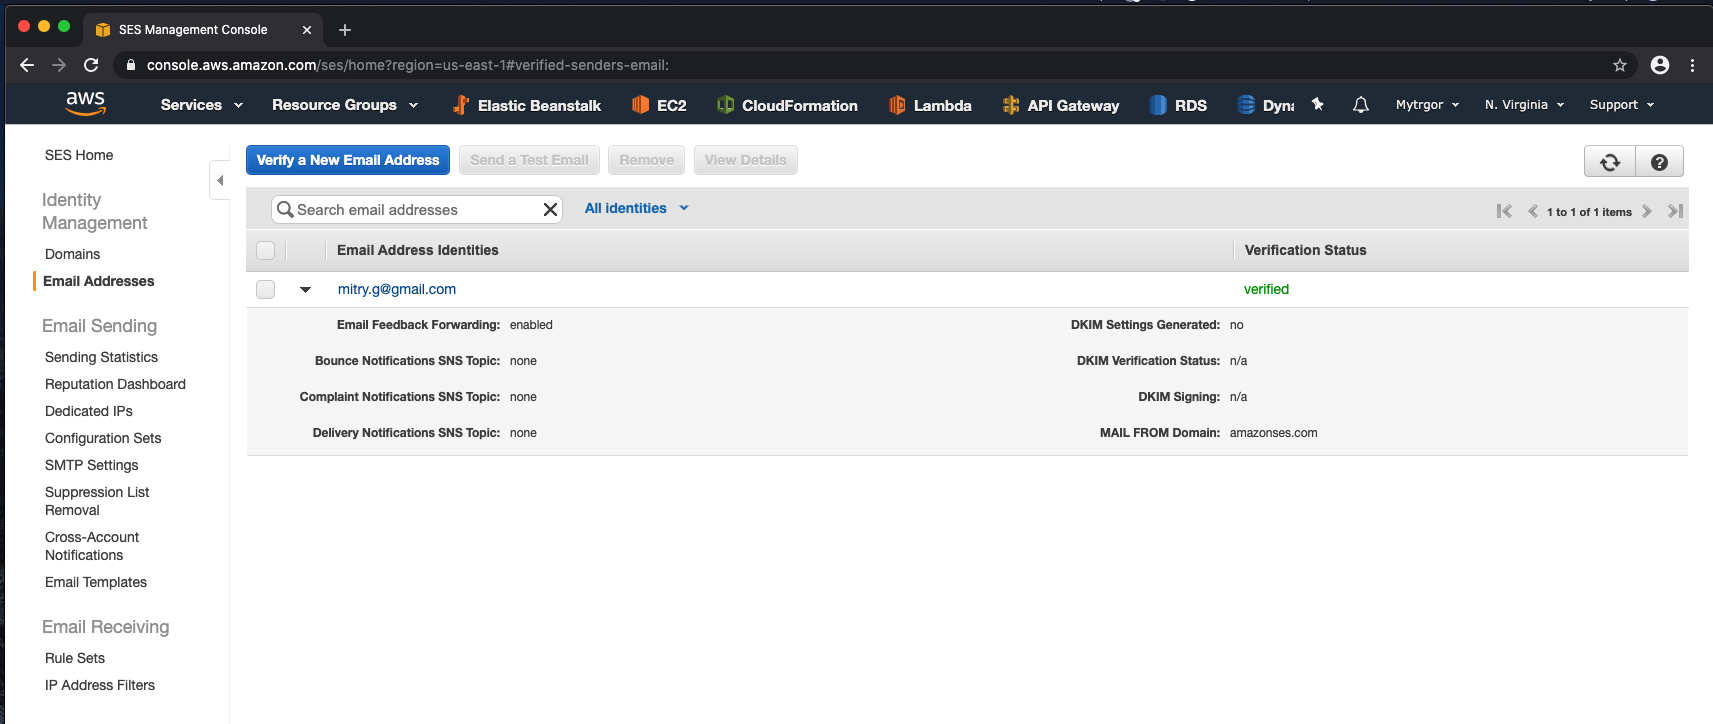 SES Management Console
console.aws.amazon.com/ses/home?region=us-east-1#verified-senders-email:
aws Services Resource Groups Elastic Beanstalk EC2 CloudFormation Lambda API Gateway RDS Dyna Mytrgor N. Virginia Support
SES Home
Identity
Management
Domains
Email Addresses
Email Sending
Sending Statistics
Reputation Dashboard
Dedicated IPs
Configuration Sets
SMTP Settings
Suppression List
Removal
Cross-Account
Notifications
Email Templates
Email Receiving
Rule Sets
IP Address Filters
Verify a New Email Address Send a Test Email Remove View Details
Search email addresses All identities 1 to 1 of 1 items
Email Address Identities Verification Status
mitry.g@gmail.com verified
Email Feedback Forwarding: enabled DKIM Settings Generated: no
Bounce Notifications SNS Topic: none DKIM Verification Status: n/a
Complaint Notifications SNS Topic: none DKIM Signing: n/a
Delivery Notifications SNS Topic: none MAIL FROM Domain: amazonses.com